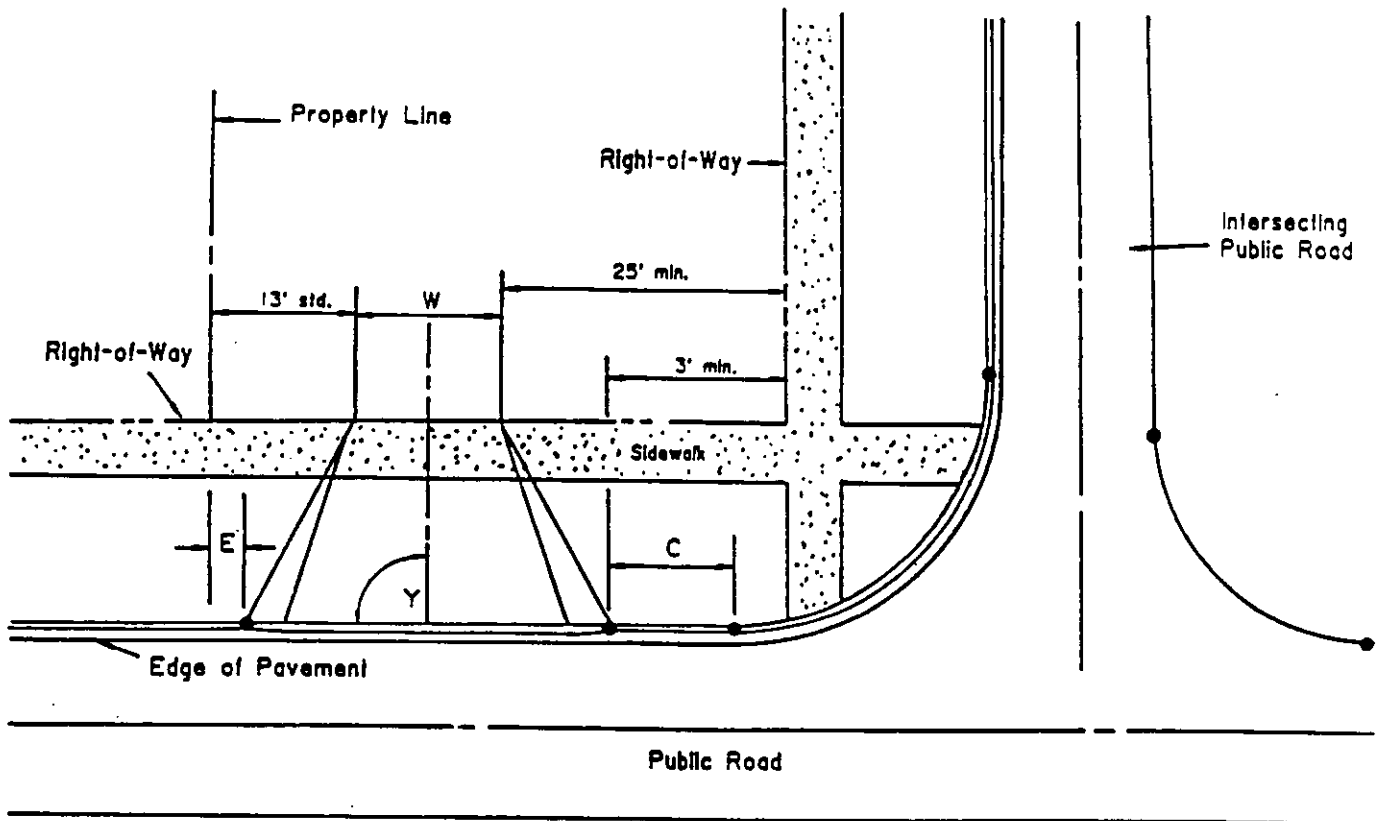 Property Line
Right-of-Way
Intersecting
Public Road
25' min.
13' std.
W
Right-of-Way
3' min.
Sidewalk
E
C
Y
Edge of Pavement
Public Road